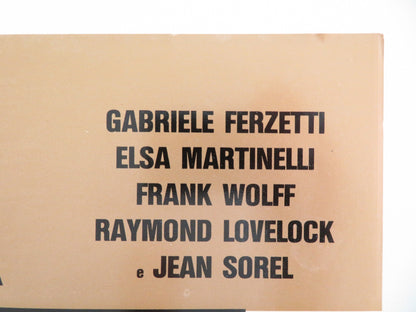 GABRIELE FERZETTI
ELSA MARTINELLI
FRANK WOLFF
RAYMOND LOVELOCK
e JEAN SOREL